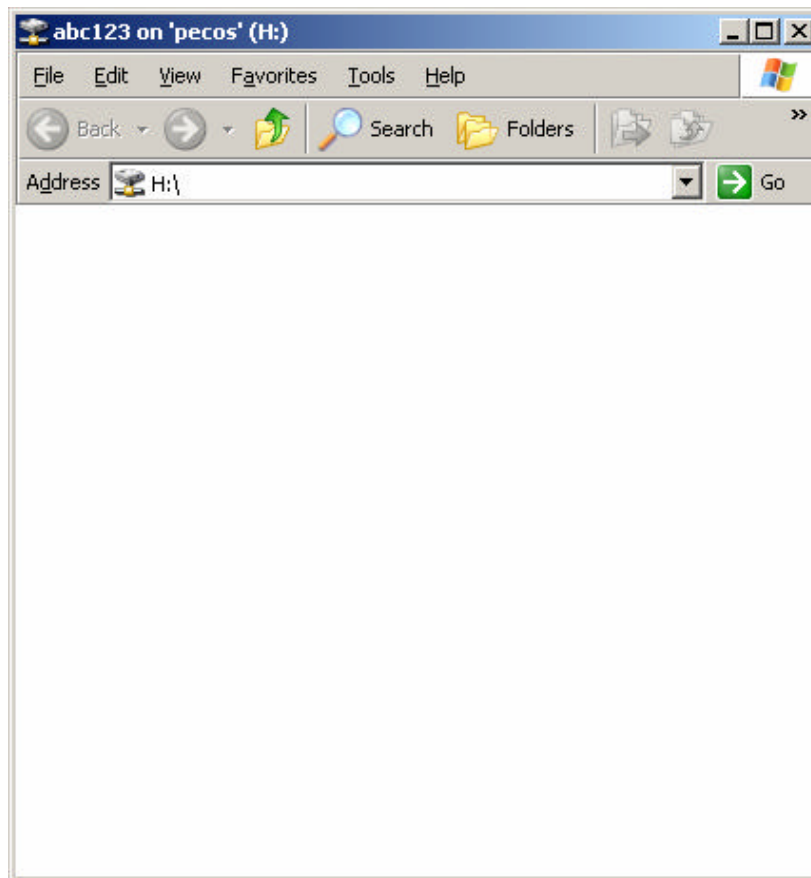 abc123 on 'pecos' (H:)
File Edit View Favorites Tools Help
Back Search Folders »
Address H:\ Go